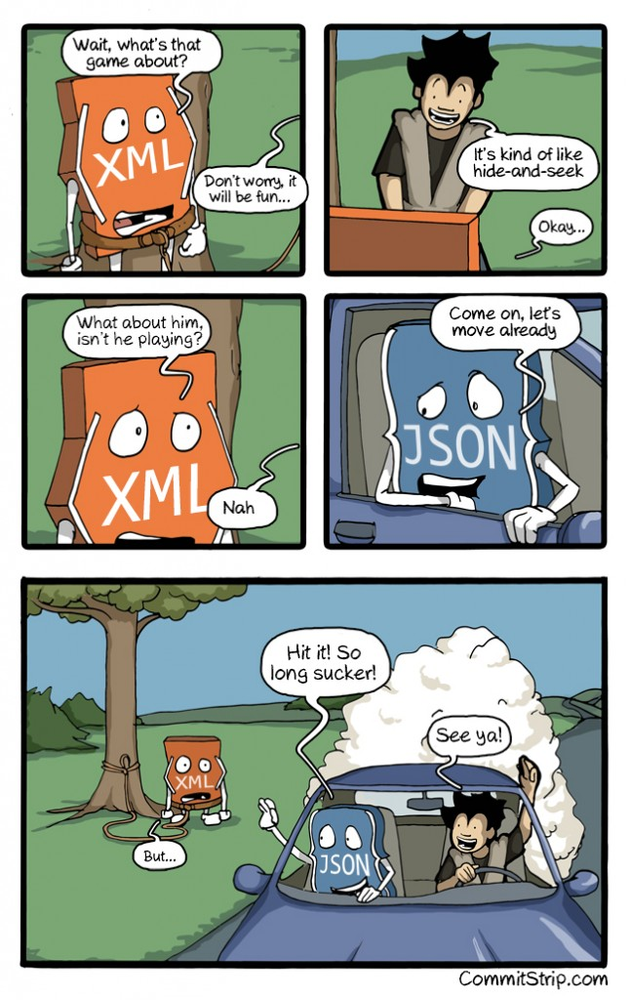 Wait, what's that
game about?
XML
Don't worry, it
will be fun...
It's kind of like
hide-and-seek
Okay...
What about him,
isn't he playing?
XML
Nah
Come on, let's
move already
JSON
Hit it! So
long sucker!
See ya!
XML
But...
JSON
CommitStrip.com